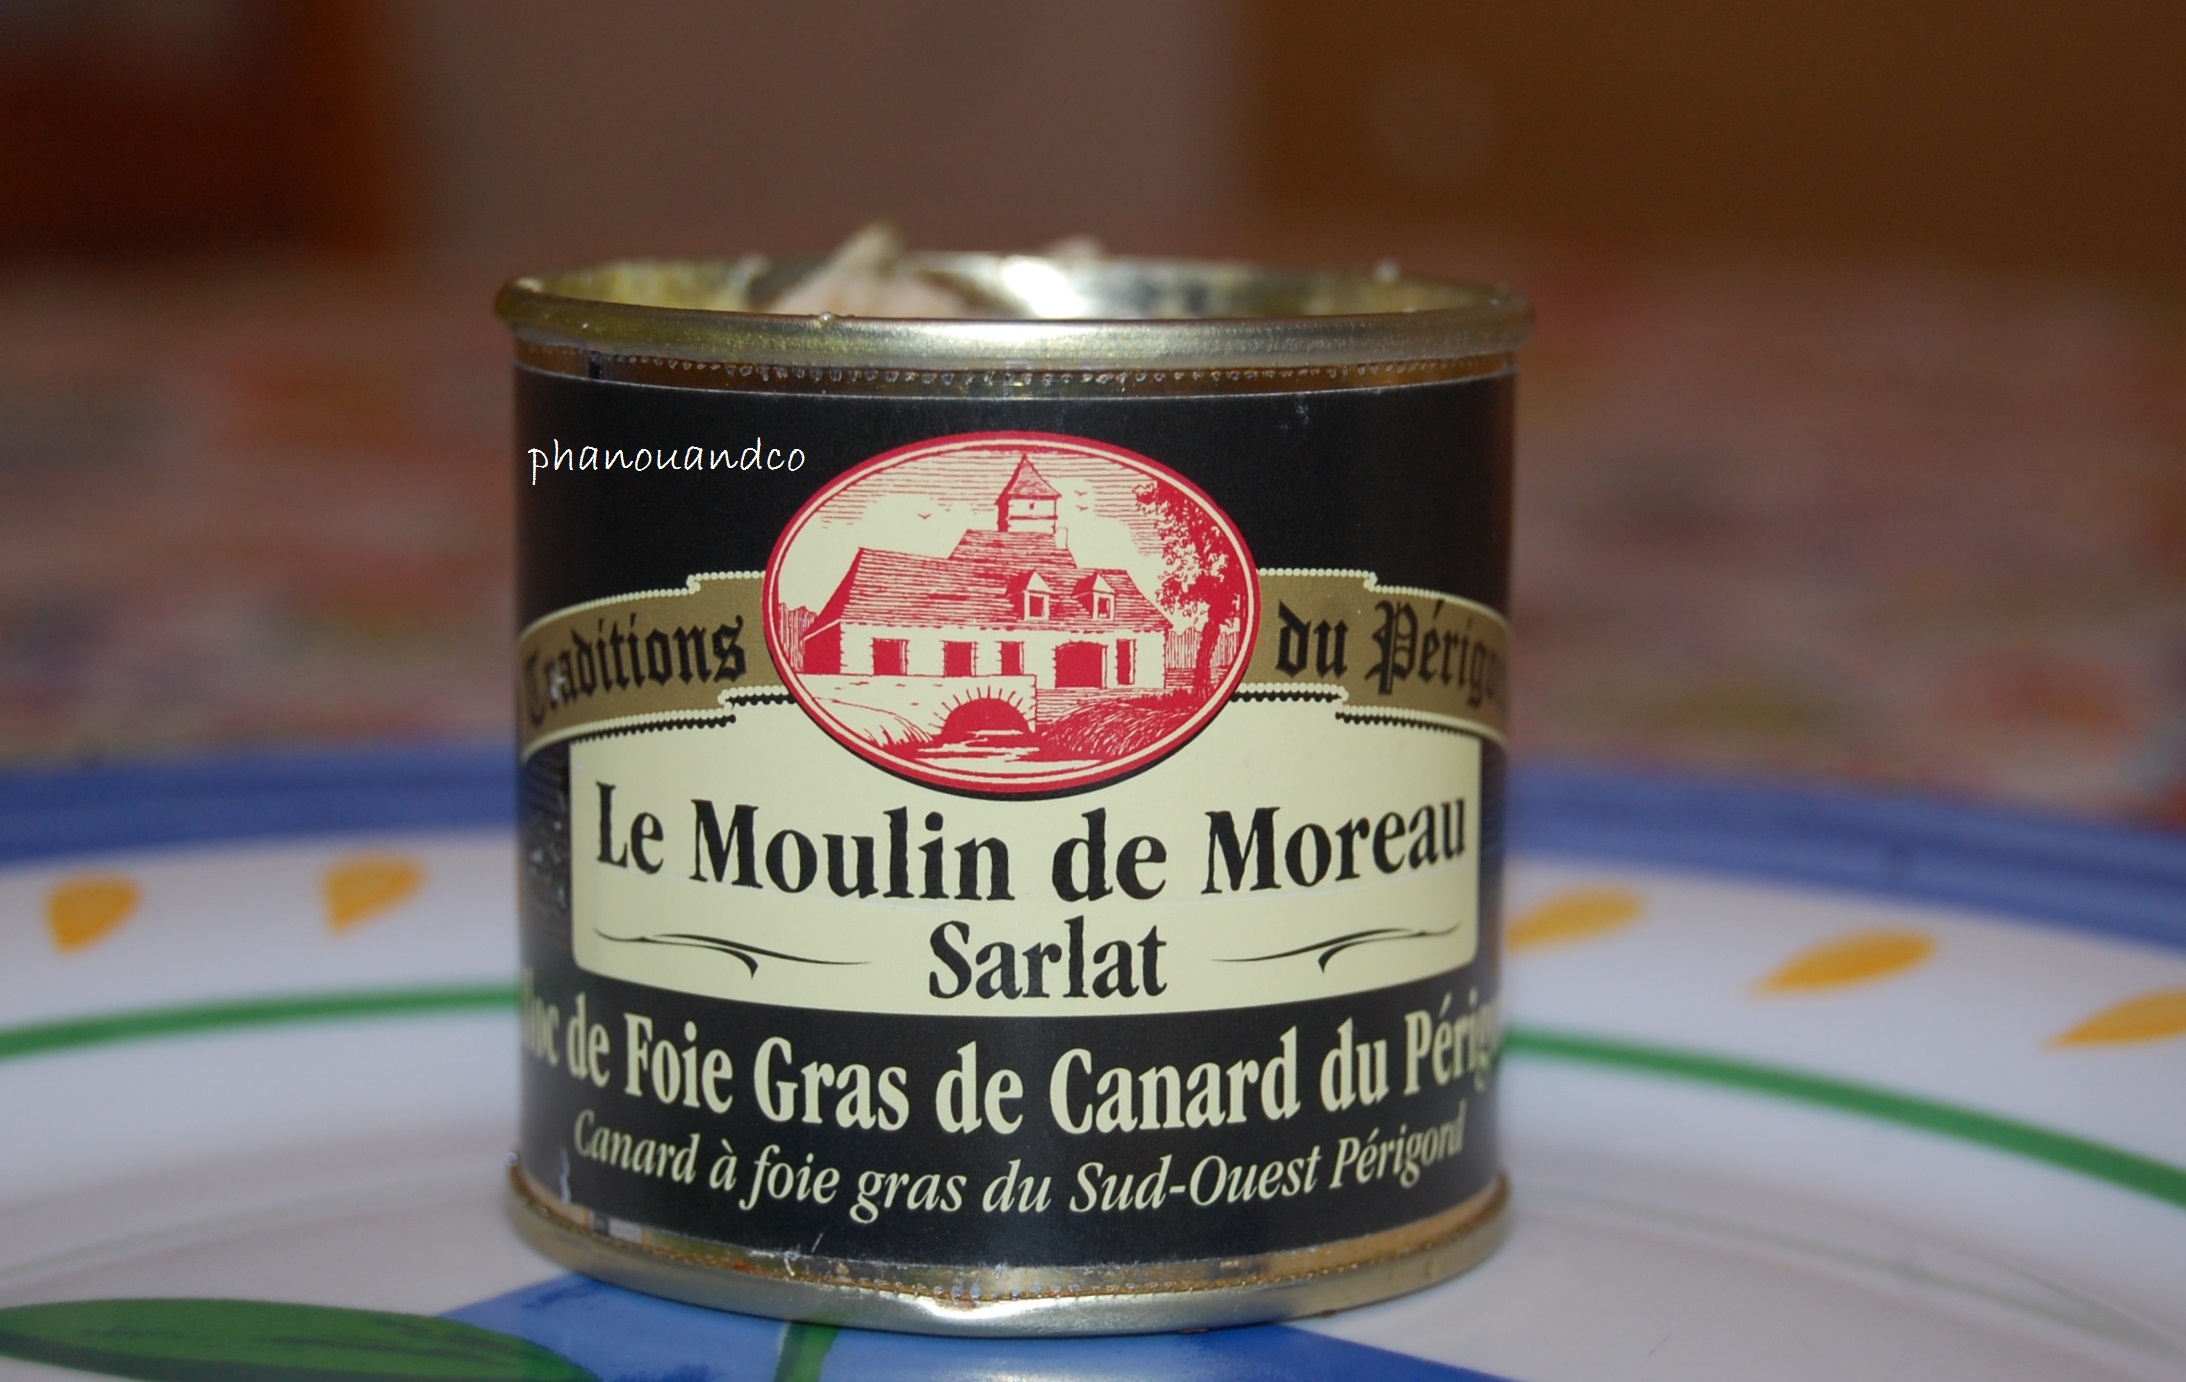 phanouandco
Traditions du Périgo
Le Moulin de Moreau
Sarlat
loc de Foie Gras de Canard du Périg
Canard à foie gras du Sud-Ouest Périgord